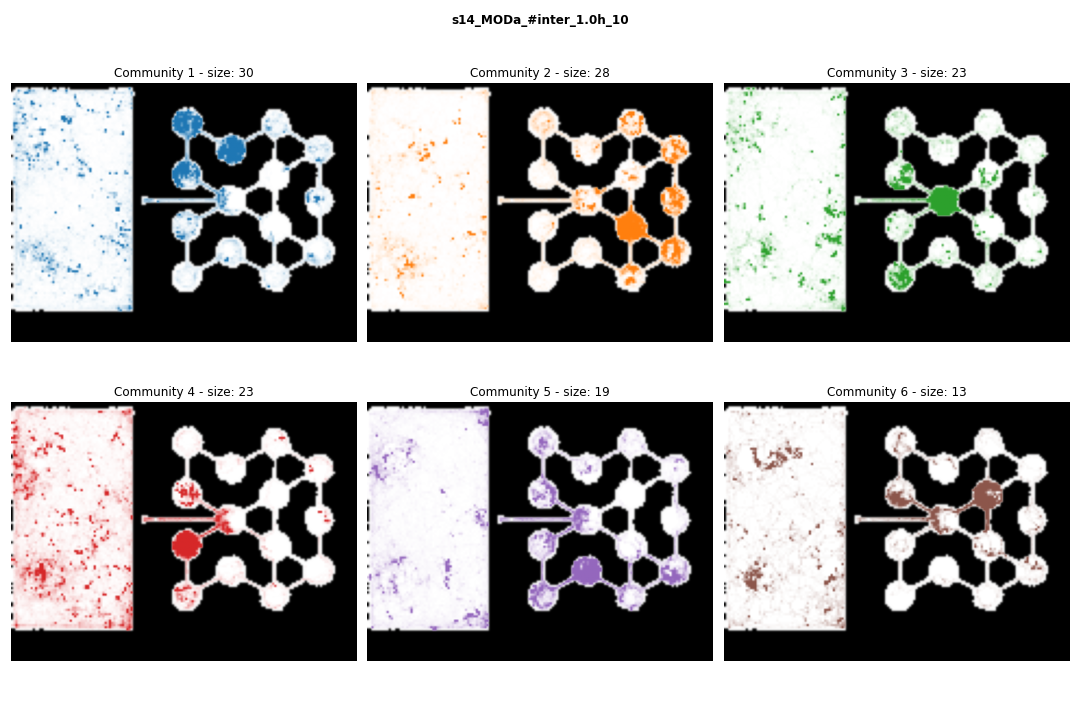 s14_MODa_#inter_1.0h_10
Community 1 - size: 30
Community 2 - size: 28
Community 3 - size: 23
Community 4 - size: 23
Community 5 - size: 19
Community 6 - size: 13